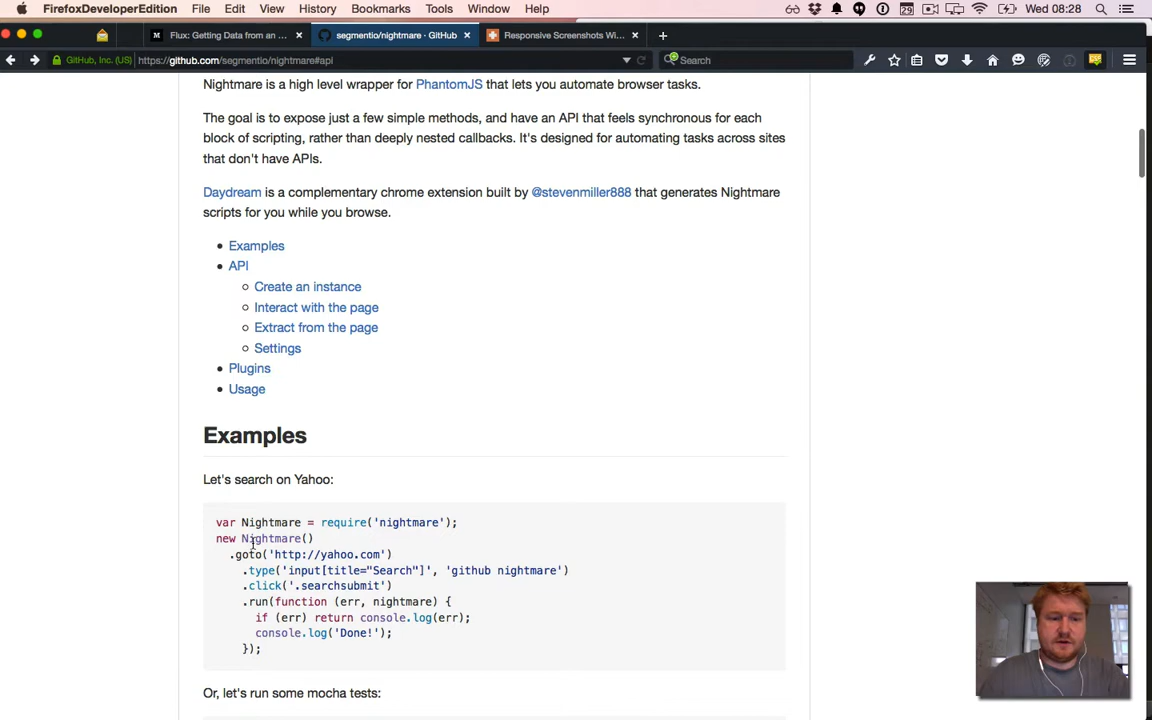 FirefoxDeveloperEdition File Edit View History Bookmarks Tools Window Help 29 Wed 08:28
Flux: Getting Data from an ... × segmentio/nightmare · GitHub × Responsive Screenshots Wi... × +
GitHub, Inc. (US) https://github.com/segmentio/nightmare#api Search
Nightmare is a high level wrapper for PhantomJS that lets you automate browser tasks.
The goal is to expose just a few simple methods, and have an API that feels synchronous for each
block of scripting, rather than deeply nested callbacks. It's designed for automating tasks across sites
that don't have APIs.
Daydream is a complementary chrome extension built by @stevenmiller888 that generates Nightmare
scripts for you while you browse.
• Examples
• API
Create an instance
Interact with the page
Extract from the page
Settings
• Plugins
• Usage
Examples
Let's search on Yahoo:
var Nightmare = require('nightmare');
new Nightmare()
.goto('http://yahoo.com')
.type('input[title="Search"]', 'github nightmare')
.click('.searchsubmit')
.run(function (err, nightmare) {
if (err) return console.log(err);
console.log('Done!');
});
Or, let's run some mocha tests: